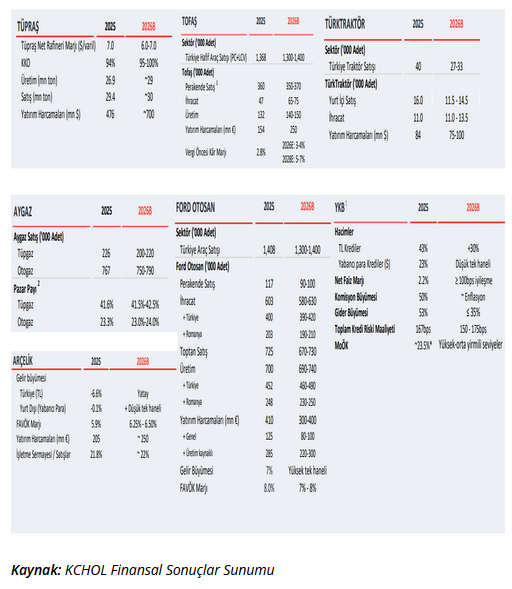 TÜPRAŞ 2025 2026B
Tüpraş Net Rafineri Marjı ($/varil) 7.0 6.0-7.0
KKO 94% 95-100%
Üretim (mn ton) 26.9 ~29
Satış (mn ton) 29.4 ~30
Yatırım Harcamaları (mn $) 476 ~700
TOFAŞ 2025 2026B
Sektör ('000 Adet)
Türkiye Hafif Araç Satışı (PC+LCV) 1,368 1,300-1,400
Tofaş ('000 Adet)
Perakende Satış 1 360 350-370
İhracat 47 65-75
Üretim 132 140-150
Yatırım Harcamaları (mn €) 154 250
Vergi Öncesi Kâr Marjı 2.8% 2026E: 3-4%
2028E: 5-7%
TÜRKTRAKTÖR 2025 2026B
Sektör ('000 Adet)
Türkiye Traktör Satışı 40 27-33
TürkTraktör ('000 Adet)
Yurt İçi Satış 16.0 11.5 - 14.5
İhracat 11.0 11.0 - 13.5
Yatırım Harcamaları (mn $) 84 75-100
AYGAZ 2025 2026B
Aygaz Satış ('000 Adet)
Tüpgaz 226 200-220
Otogaz 767 750-790
Pazar Payı 2
Tüpgaz 41.6% 41.5%-42.5%
Otogaz 23.3% 23.0%-24.0%
ARÇELİK 2025 2026B
Gelir büyümesi
Türkiye (TL) -6.6% Yatay
Yurt Dışı (Yabancı Para) -0.1% + Düşük tek haneli
FAVÖK Marjı 5.9% 6.25% - 6.50%
Yatırım Harcamaları (mn €) 205 ~ 250
İşletme Sermayesi / Satışlar 21.8% ~ 22%
FORD OTOSAN 2025 2026B
Sektör ('000 Adet)
Türkiye Araç Satışı 1,408 1,300-1,400
Ford Otosan ('000 Adet)
Perakende Satış 117 90-100
İhracat 603 580-630
+ Türkiye 400 390-420
+ Romanya 203 190-210
Toptan Satış 725 670-730
Üretim 700 690-740
+ Türkiye 452 460-490
+ Romanya 248 230-250
Yatırım Harcamaları (mn €) 410 300-400
+ Genel 125 80-100
+ Üretim kaynaklı 285 220-300
Gelir Büyümesi 7% Yüksek tek haneli
FAVÖK Marjı 8.0% 7% - 8%
YKB 1 2025 2026B
Hacimler
TL Krediler 43% +30%
Yabancı para Krediler ($) 23% Düşük tek haneli
Net Faiz Marjı 2.2% ≥ 100bps iyileşme
Komisyon Büyümesi 50% ~ Enflasyon
Gider Büyümesi 53% ≤ 35%
Toplam Kredi Riski Maaliyeti 167bps 150 - 175bps
MoÖK ~23.5%* Yüksek-orta yirmili seviyeler
Kaynak: KCHOL Finansal Sonuçlar Sunumu